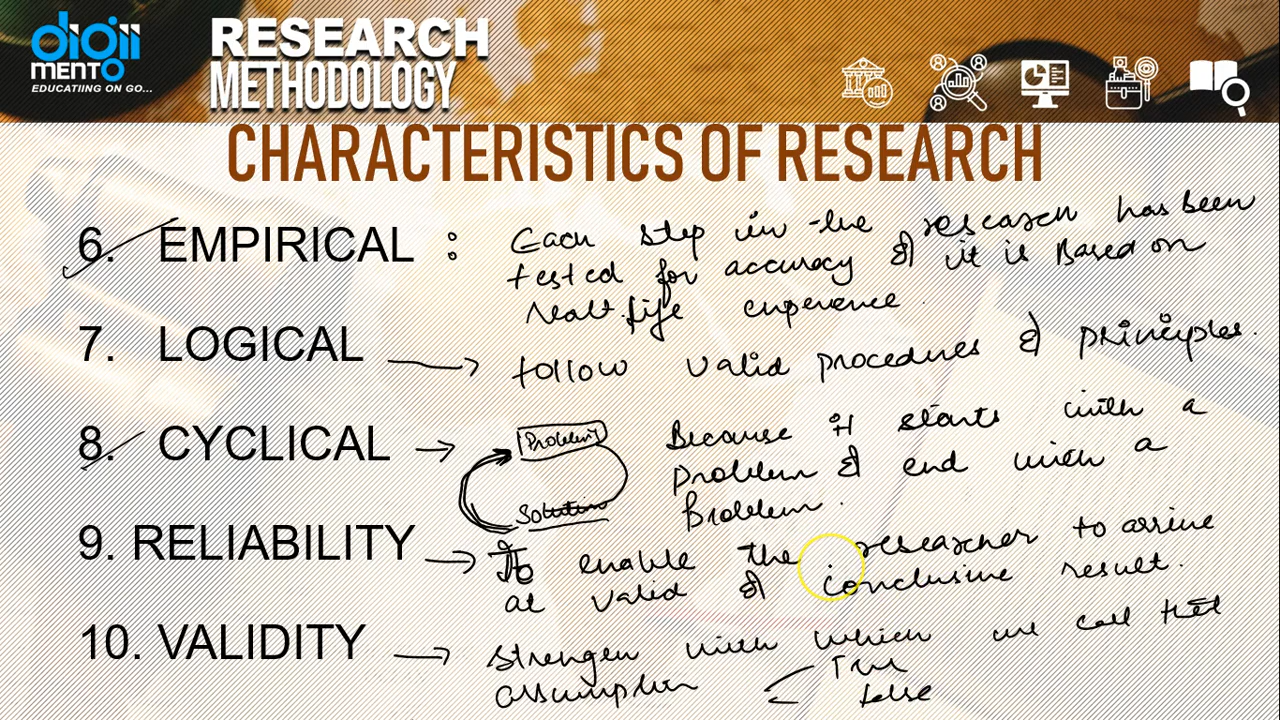 digii
MENTO
EDUCATIING ON GO...
RESEARCH
METHODOLOGY
CHARACTERISTICS OF RESEARCH
6. EMPIRICAL : Each step in the research has been
tested for accuracy & it is Based on
real life experience.
7. LOGICAL → follow valid procedures & principles.
8. CYCLICAL → Problem Because it starts with a
problem & end with a
Solution Problem.
9. RELIABILITY → To enable the researcher to arrive
at valid & conclusive result.
10. VALIDITY → with which we call that
assumption True
false